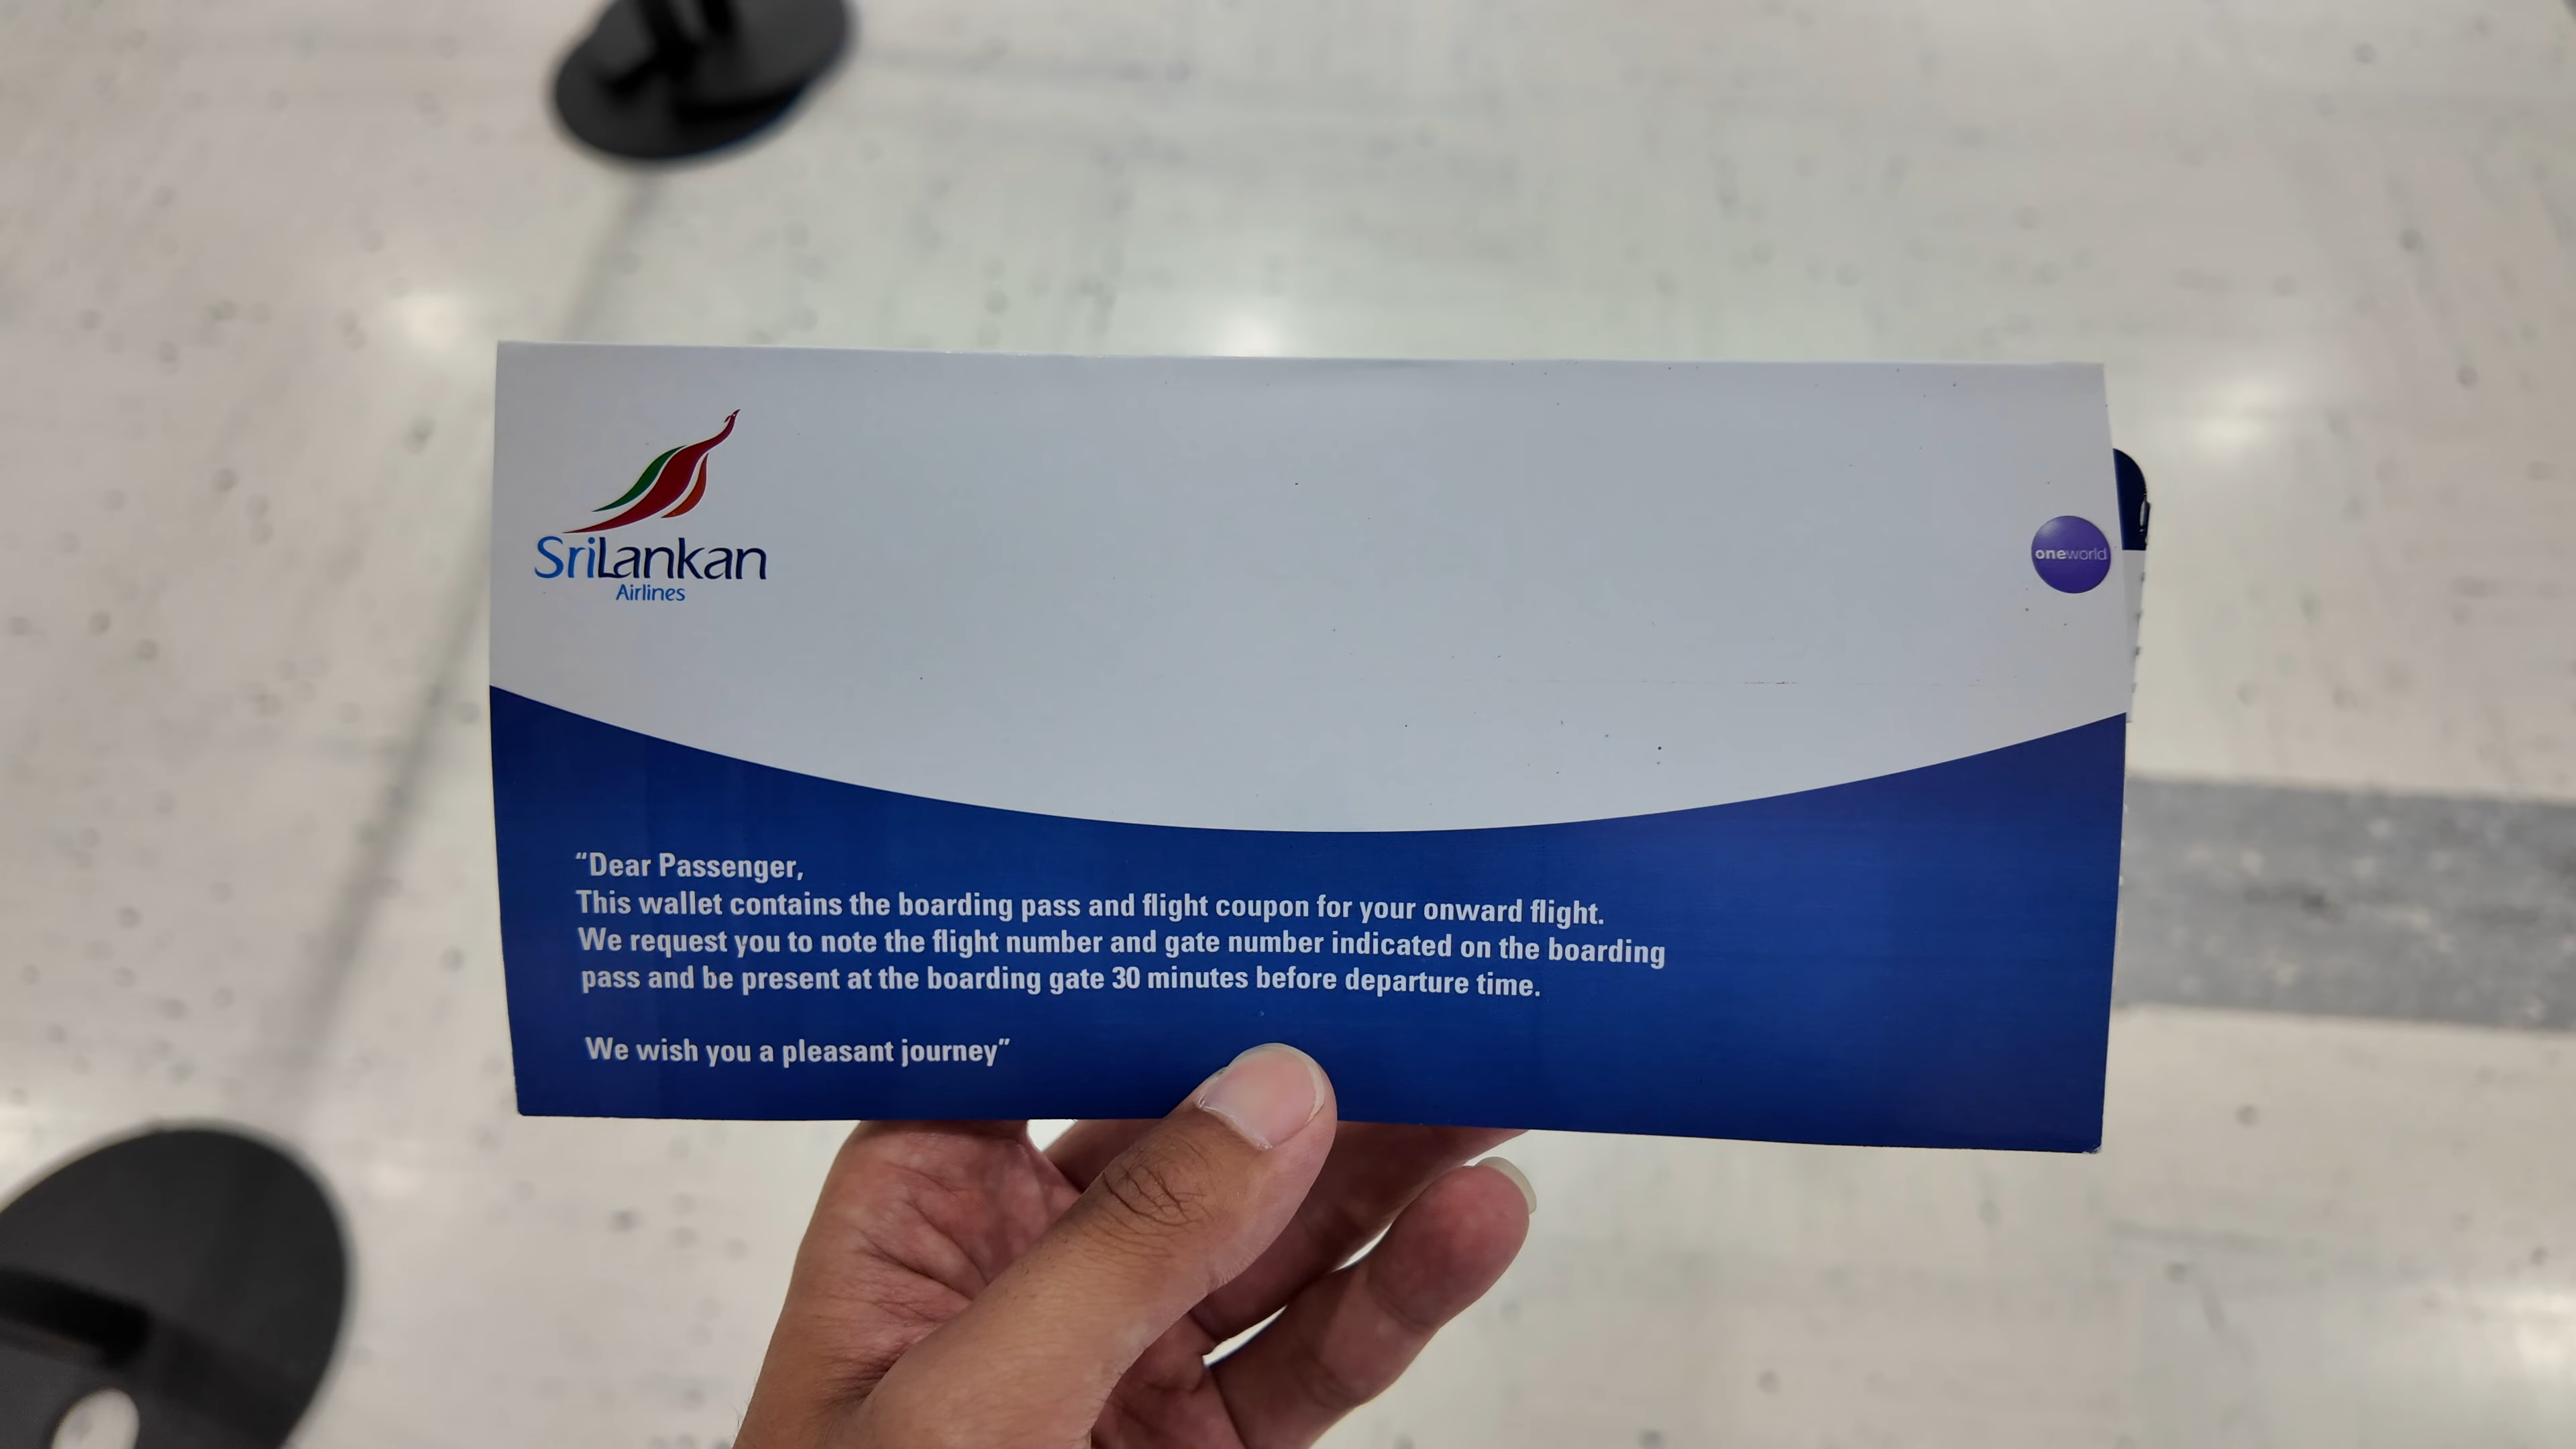 SriLankan
Airlines
oneworld
“Dear Passenger,
This wallet contains the boarding pass and flight coupon for your onward flight.
We request you to note the flight number and gate number indicated on the boarding
pass and be present at the boarding gate 30 minutes before departure time.
We wish you a pleasant journey”